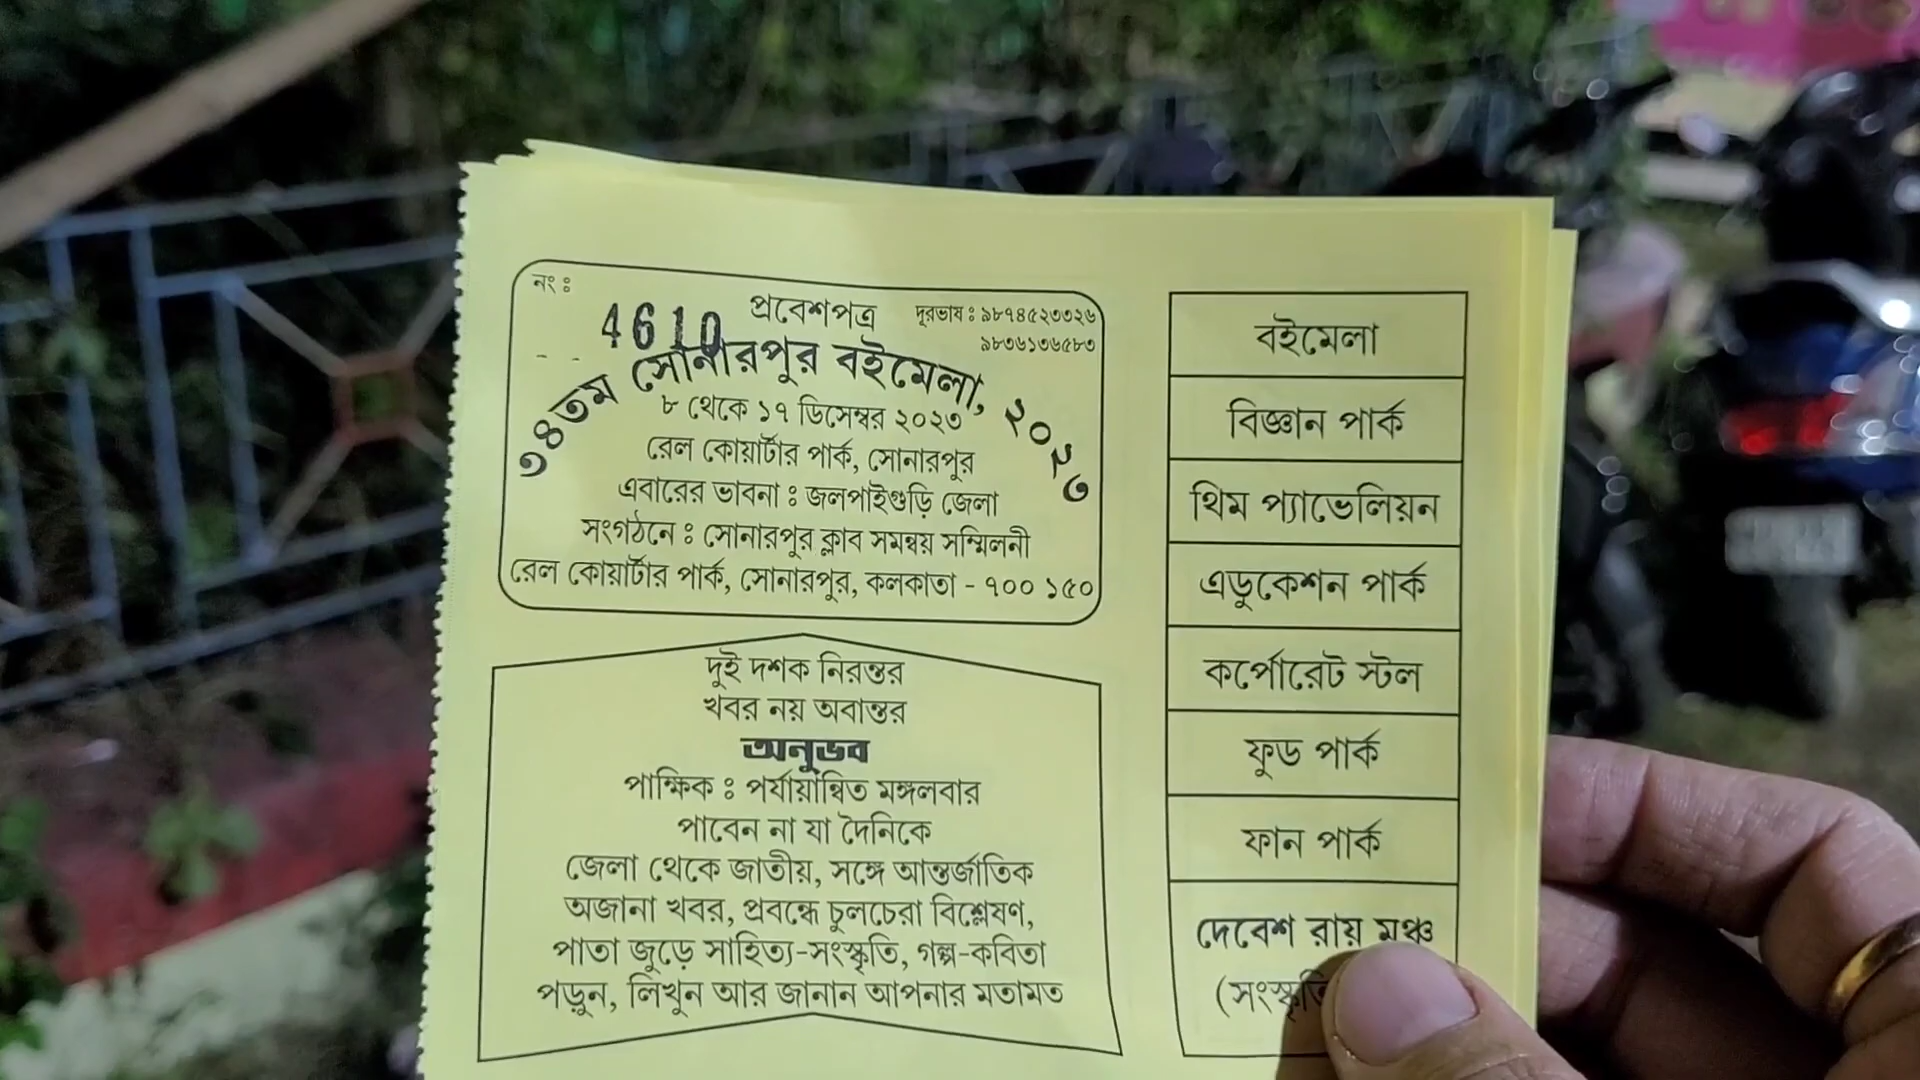 নং ঃ
4610
প্রবেশপত্র
দূরভাষ ঃ ৯৮৭৪৫২৩৩২৬
৯৮৩৬১৩৬৫৮৩
৩৪তম সোনারপুর বইমেলা, ২০২৩
৮ থেকে ১৭ ডিসেম্বর ২০২৩
রেল কোয়ার্টার পার্ক, সোনারপুর
এবারের ভাবনা ঃ জলপাইগুড়ি জেলা
সংগঠনে ঃ সোনারপুর ক্লাব সমন্বয় সম্মিলনী
রেল কোয়ার্টার পার্ক, সোনারপুর, কলকাতা - ৭০০ ১৫০
দুই দশক নিরন্তর
খবর নয় অবান্তর
অনুভব
পাক্ষিক ঃ পর্যায়ান্বিত মঙ্গলবার
পাবেন না যা দৈনিকে
জেলা থেকে জাতীয়, সঙ্গে আন্তর্জাতিক
অজানা খবর, প্রবন্ধে চুলচেরা বিশ্লেষণ,
পাতা জুড়ে সাহিত্য-সংস্কৃতি, গল্প-কবিতা
পড়ুন, লিখুন আর জানান আপনার মতামত
বইমেলা
বিজ্ঞান পার্ক
থিম প্যাভেলিয়ন
এডুকেশন পার্ক
কর্পোরেট স্টল
ফুড পার্ক
ফান পার্ক
দেবেশ রায় মঞ্চ